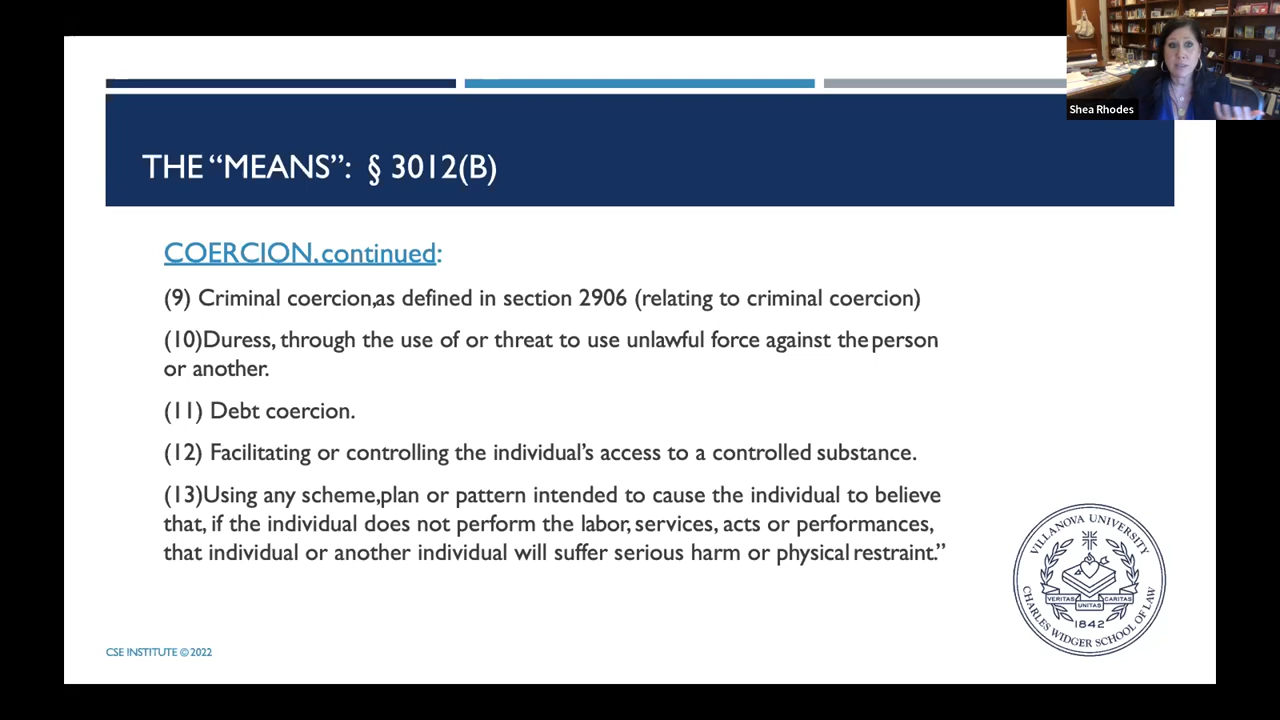 Shea Rhodes
THE “MEANS”: § 3012(B)
COERCION, continued:
(9) Criminal coercion,as defined in section 2906 (relating to criminal coercion)
(10)Duress, through the use of or threat to use unlawful force against the person
or another.
(11) Debt coercion.
(12) Facilitating or controlling the individual’s access to a controlled substance.
(13)Using any scheme,plan or pattern intended to cause the individual to believe
that, if the individual does not perform the labor, services, acts or performances,
that individual or another individual will suffer serious harm or physical restraint.”
VILLANOVA UNIVERSITY
VERITAS
UNITAS
CARITAS
1842
CHARLES WIDGER SCHOOL OF LAW
CSE INSTITUTE © 2022